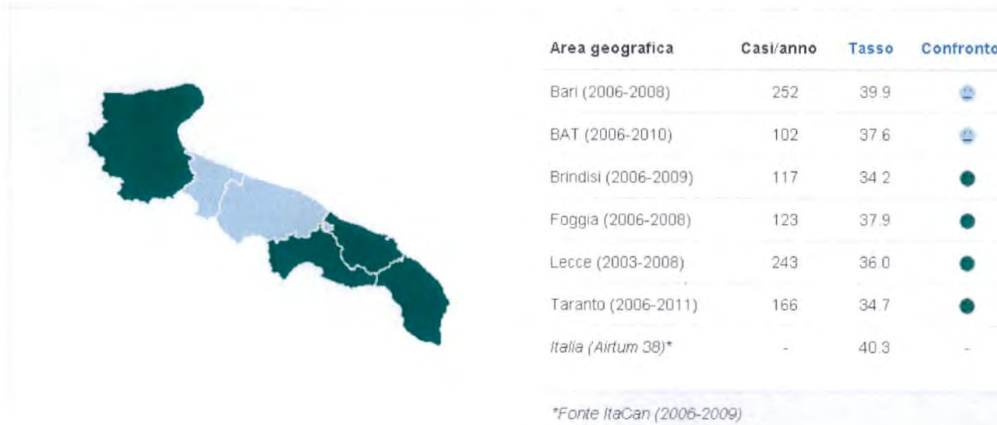 Area geografica Casi/anno Tasso Confronto
Bari (2006-2008) 252 39.9
BAT (2006-2010) 102 37.6
Brindisi (2006-2009) 117 34.2
Foggia (2006-2008) 123 37.9
Lecce (2003-2008) 243 36.0
Taranto (2006-2011) 166 34.7
Italia (Airtum 38)* - 40.3 -
*Fonte ItaCan (2006-2009)